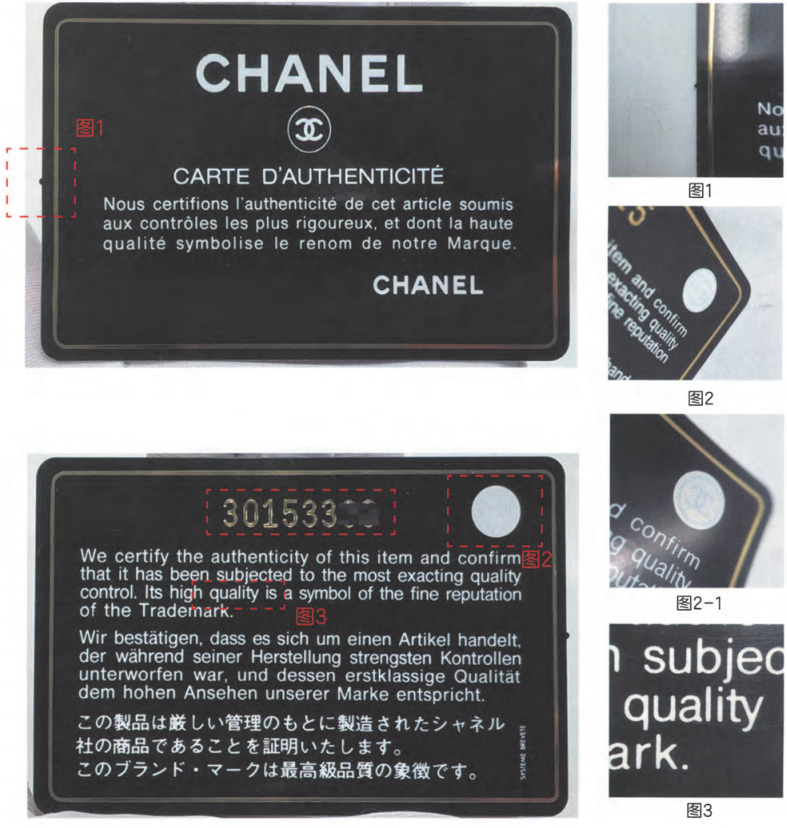 CHANEL
图1
CARTE D'AUTHENTICITÉ
Nous certifions l'authenticité de cet article soumis
aux contrôles les plus rigoureux, et dont la haute
qualité symbolise le renom de notre Marque.
CHANEL
No
au
qu
图1
item and confirm
exacting quality
fine reputation
hand
图2
301533
We certify the authenticity of this item and confirm
图2
that it has been subjected to the most exacting quality
control. Its high quality is a symbol of the fine reputation
of the Trademark.
图3
Wir bestätigen, dass es sich um einen Artikel handelt,
der während seiner Herstellung strengsten Kontrollen
unterworfen war, und dessen erstklassige Qualität
dem hohen Ansehen unserer Marke entspricht.
この製品は厳しい管理のもとに製造されたシャネル
社の商品であることを証明いたします。
このブランド・マークは最高級品質の象徴です。
SYSTEME BREVETE
d confirm
g quality
putat
图2-1
n subjec
quality
ark.
图3